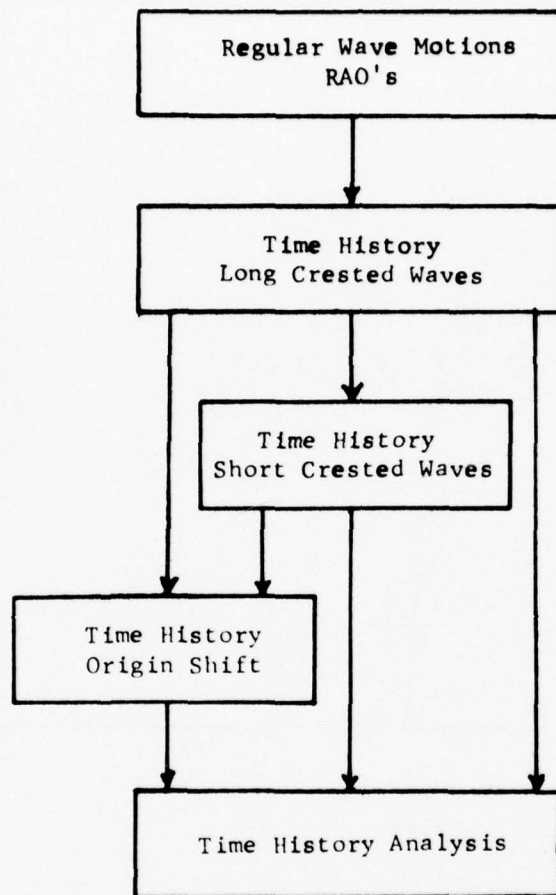 Regular Wave Motions
RAO's
Time History
Long Crested Waves
Time History
Short Crested Waves
Time History
Origin Shift
Time History Analysis